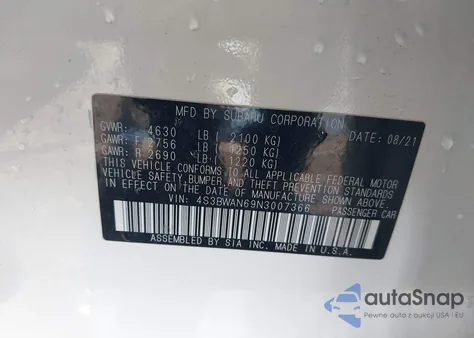 MFD BY SUBARU CORPORATION
GVWR: 4630 LB ( 2100 KG) DATE: 08/21
GAWR: F 2756 LB ( 1250 KG)
GAWR: R 2690 LB ( 1220 KG)
THIS VEHICLE CONFORMS TO ALL APPLICABLE FEDERAL MOTOR
VEHICLE SAFETY, BUMPER, AND THEFT PREVENTION STANDARDS
IN EFFECT ON THE DATE OF MANUFACTURE SHOWN ABOVE.
VIN: 4S3BWAN69N3007366 PASSENGER CAR
ASSEMBLED BY SIA INC. MADE IN U.S.A.
autoSnap
Pewne auta z aukcji USA i EU